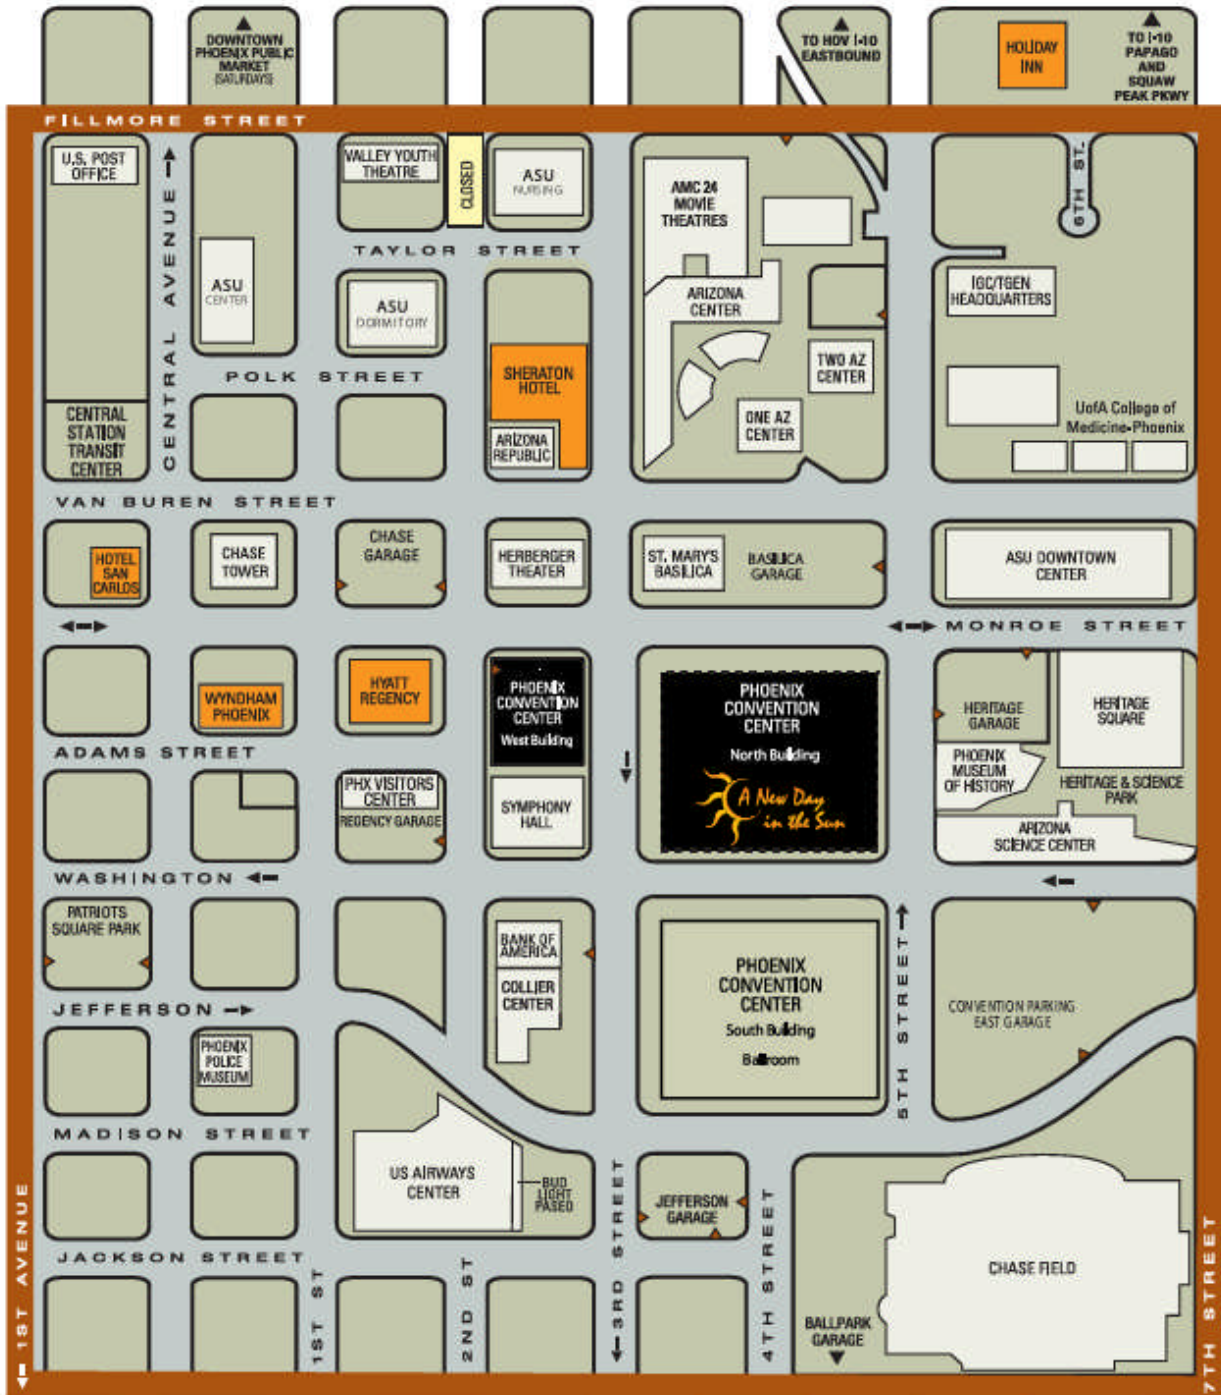 DOWNTOWN
PHOENIX PUBLIC
MARKET
(SATURDAYS)
TO HOV I-10
EASTBOUND
HOLIDAY
INN
TO I-10
PAPAGO
AND
SQUAW
PEAK PKWY
FILLMORE STREET
U.S. POST
OFFICE
CENTRAL AVENUE
VALLEY YOUTH
THEATRE
CLOSED
ASU
NURSING
AMC 24
MOVIE
THEATRES
6TH ST.
TAYLOR STREET
ASU
CENTER
ASU
DORMITORY
ARIZONA
CENTER
IGC/TGEN
HEADQUARTERS
POLK STREET
SHERATON
HOTEL
TWO AZ
CENTER
CENTRAL
STATION
TRANSIT
CENTER
ARIZONA
REPUBLIC
ONE AZ
CENTER
UofA College of
Medicine-Phoenix
VAN BUREN STREET
HOTEL
SAN
CARLOS
CHASE
TOWER
CHASE
GARAGE
HERBERGER
THEATER
ST. MARY'S
BASILICA
BASILICA
GARAGE
ASU DOWNTOWN
CENTER
MONROE STREET
WYNDHAM
PHOENIX
HYATT
REGENCY
PHOENIX
CONVENTION
CENTER
West Building
PHOENIX
CONVENTION
CENTER
North Building
A New Day
in the Sun
HERITAGE
GARAGE
HERITAGE
SQUARE
ADAMS STREET
PHOENIX
MUSEUM
OF HISTORY
HERITAGE & SCIENCE
PARK
PHX VISITORS
CENTER
REGENCY GARAGE
SYMPHONY
HALL
ARIZONA
SCIENCE CENTER
WASHINGTON
PATRIOTS
SQUARE PARK
BANK OF
AMERICA
COLLIER
CENTER
PHOENIX
CONVENTION
CENTER
South Building
Ballroom
5TH STREET
CONVENTION PARKING
EAST GARAGE
JEFFERSON
PHOENIX
POLICE
MUSEUM
MADISON STREET
US AIRWAYS
CENTER
BUD
LIGHT
PASEO
JEFFERSON
GARAGE
CHASE FIELD
JACKSON STREET
BALLPARK
GARAGE
1ST AVENUE
1ST ST
2ND ST
3RD STREET
4TH STREET
7TH STREET